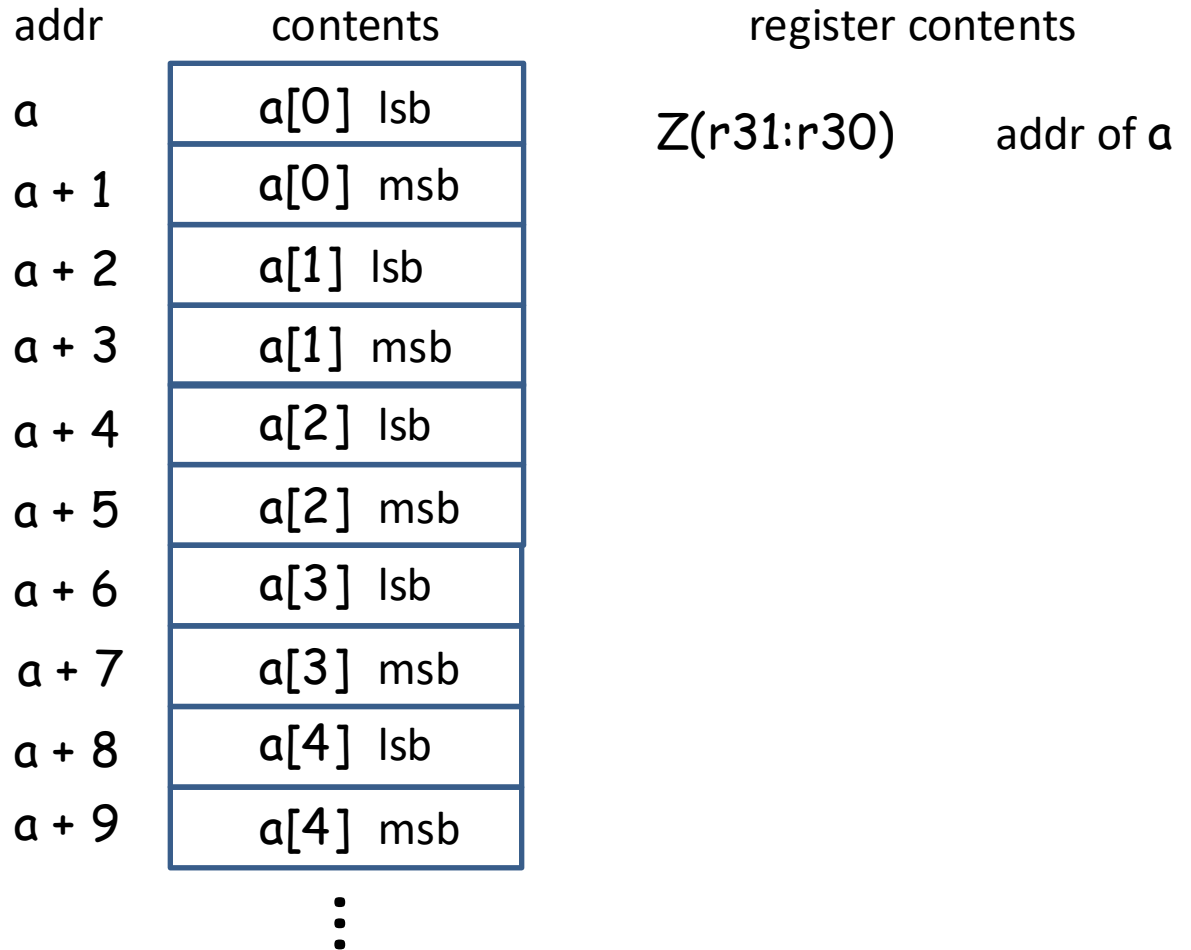 addr contents register contents
a a[0] lsb Z(r31:r30) addr of a
a + 1 a[0] msb
a + 2 a[1] lsb
a + 3 a[1] msb
a + 4 a[2] lsb
a + 5 a[2] msb
a + 6 a[3] lsb
a + 7 a[3] msb
a + 8 a[4] lsb
a + 9 a[4] msb
⋮